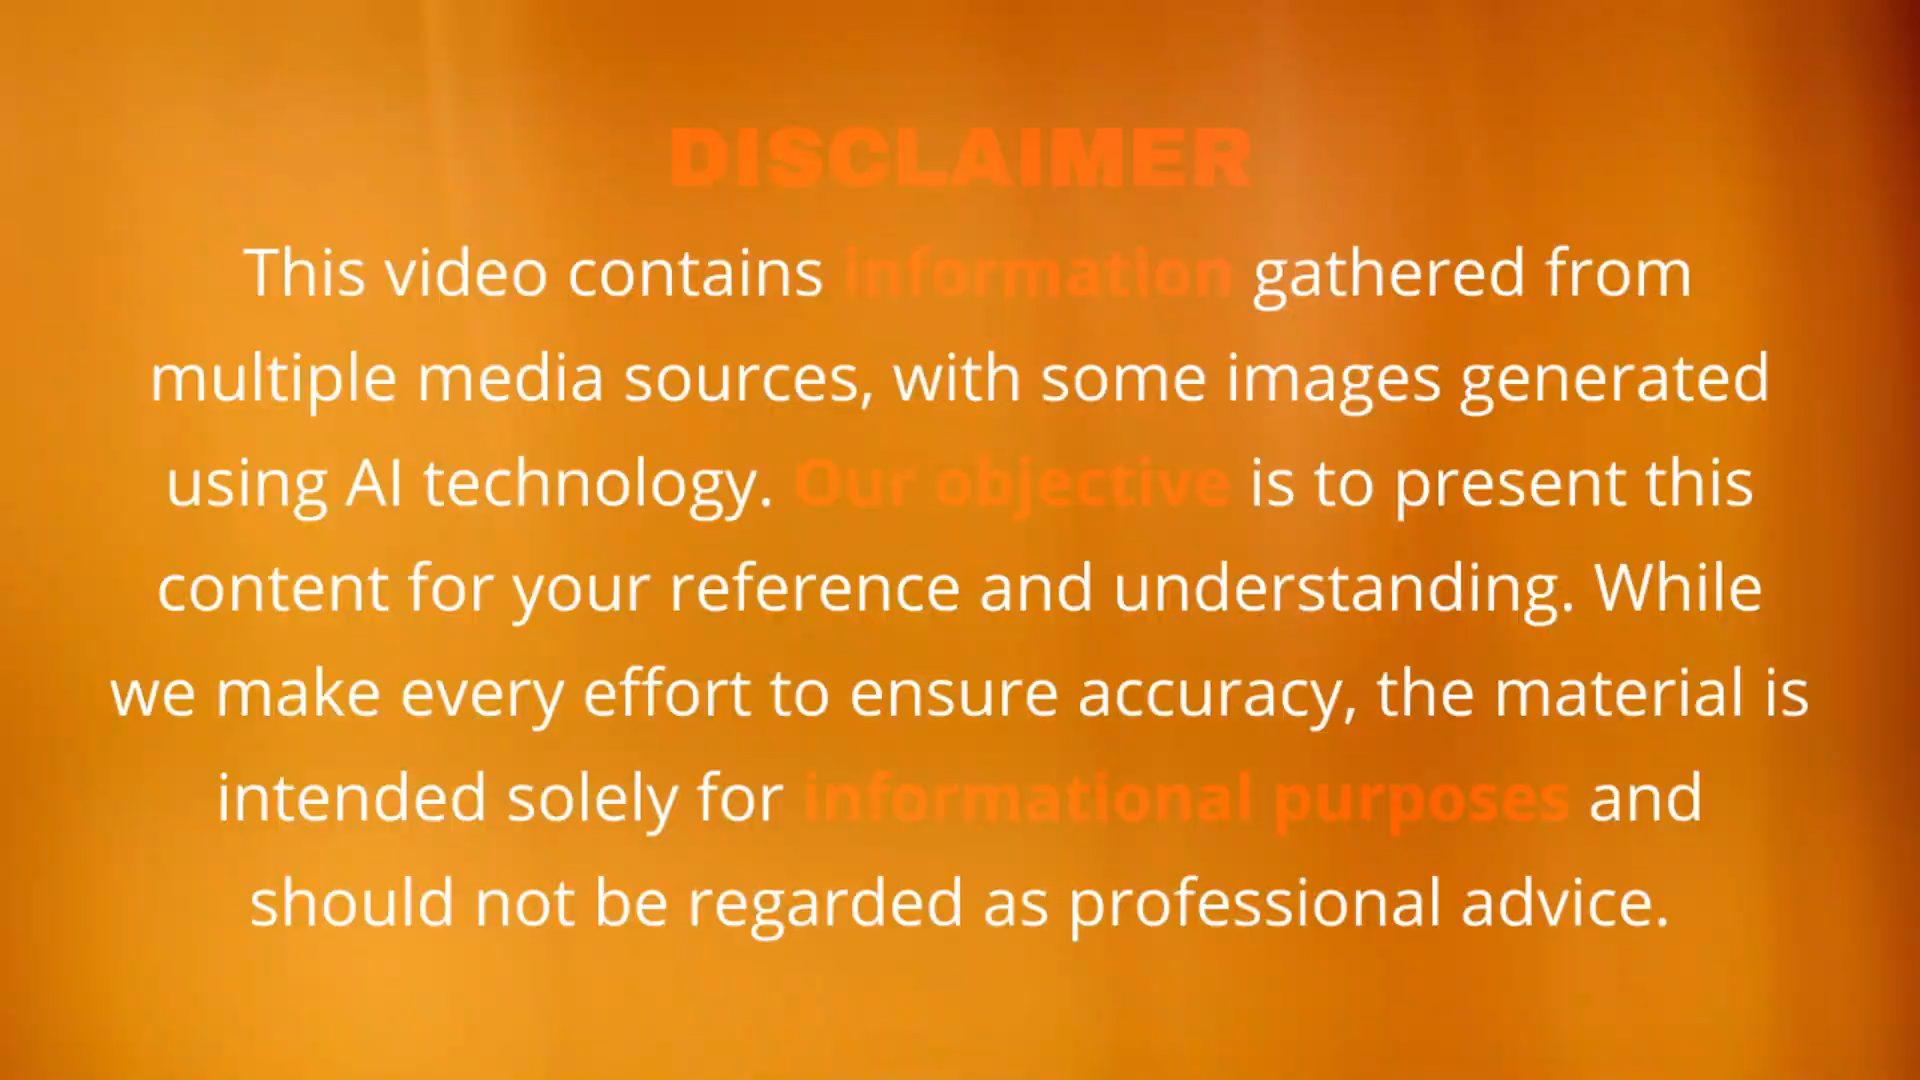 DISCLAIMER
This video contains information gathered from
multiple media sources, with some images generated
using AI technology. Our objective is to present this
content for your reference and understanding. While
we make every effort to ensure accuracy, the material is
intended solely for informational purposes and
should not be regarded as professional advice.